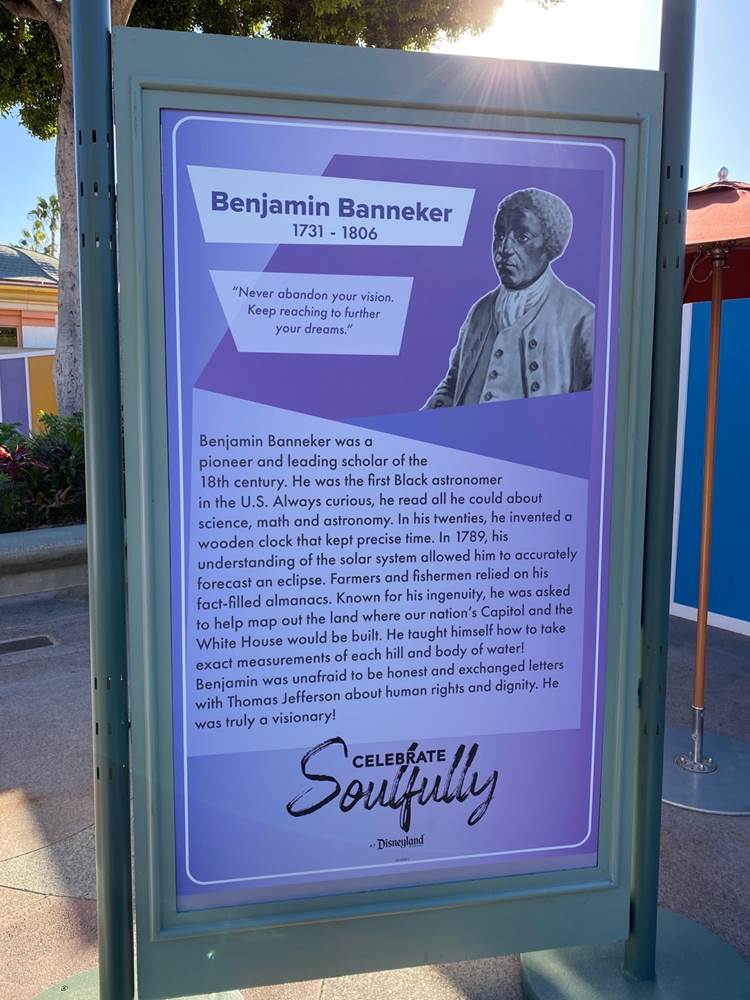 Benjamin Banneker
1731 - 1806
“Never abandon your vision.
Keep reaching to further
your dreams.”
Benjamin Banneker was a
pioneer and leading scholar of the
18th century. He was the first Black astronomer
in the U.S. Always curious, he read all he could about
science, math and astronomy. In his twenties, he invented a
wooden clock that kept precise time. In 1789, his
understanding of the solar system allowed him to accurately
forecast an eclipse. Farmers and fishermen relied on his
fact-filled almanacs. Known for his ingenuity, he was asked
to help map out the land where our nation’s Capitol and the
White House would be built. He taught himself how to take
exact measurements of each hill and body of water!
Benjamin was unafraid to be honest and exchanged letters
with Thomas Jefferson about human rights and dignity. He
was truly a visionary!
CELEBRATE
Soulfully
AT Disneyland